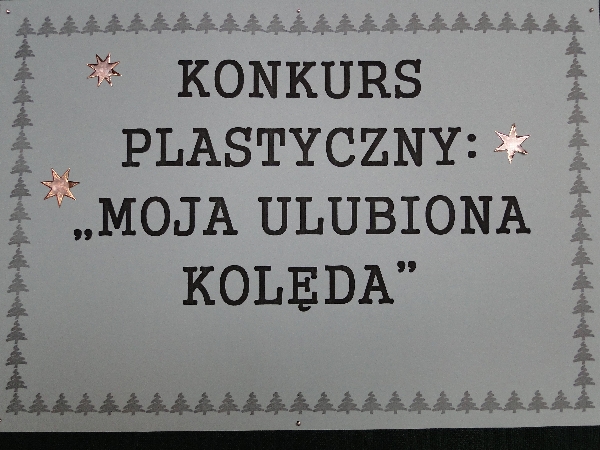 KONKURS
PLASTYCZNY:
„MOJA ULUBIONA
KOLĘDA”